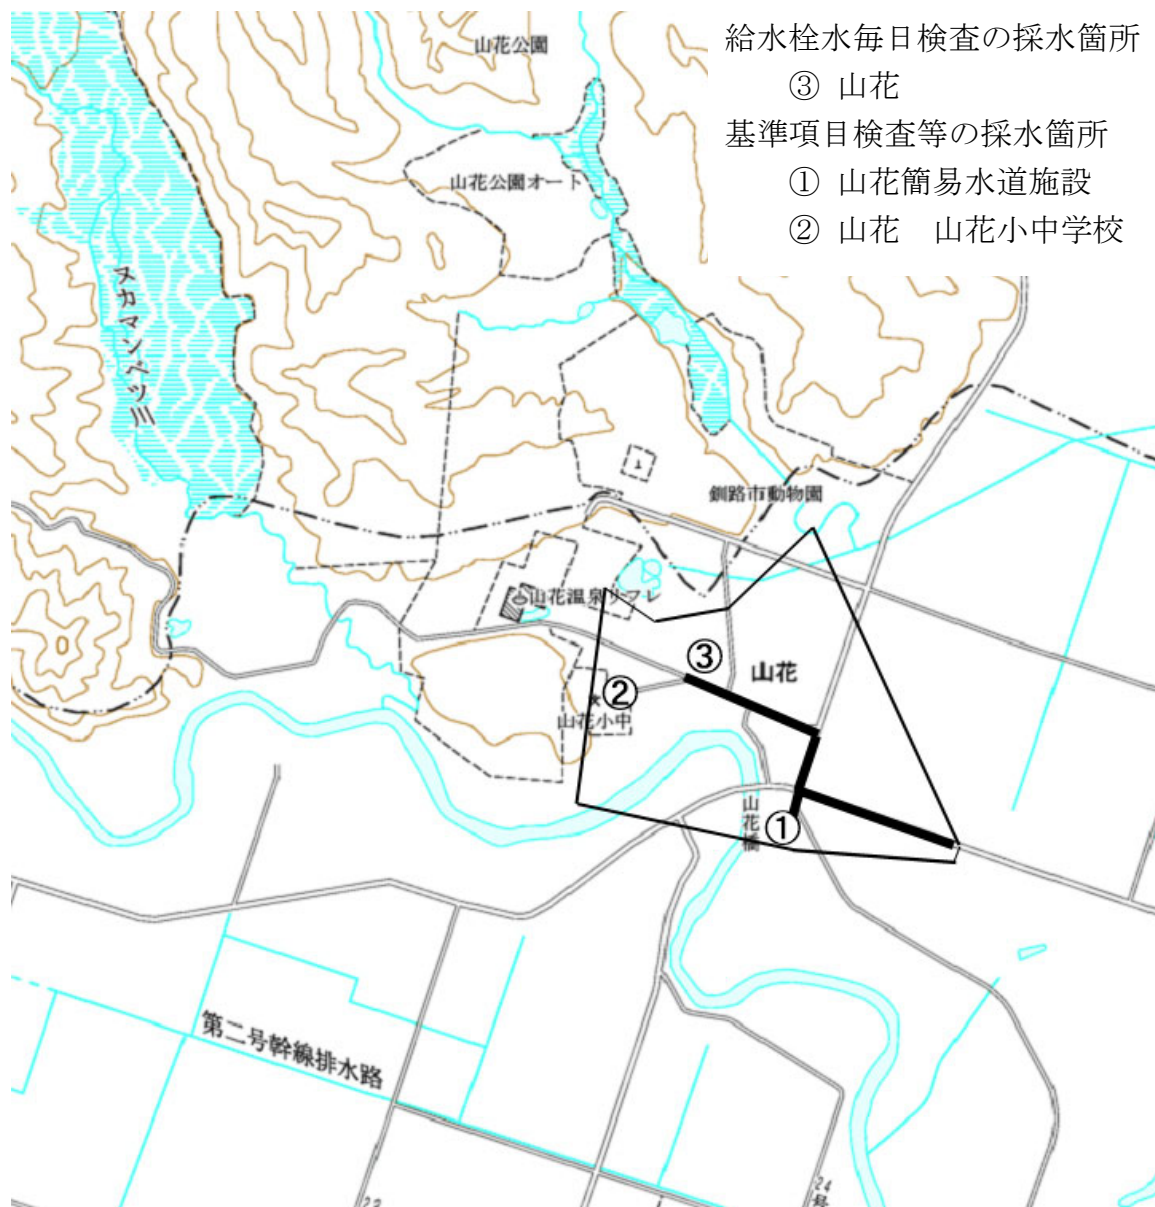 給水栓水毎日検査の採水箇所
③ 山花
基準項目検査等の採水箇所
① 山花簡易水道施設
② 山花 山花小中学校
山花公園
山花公園オート
ヌカマンベツ川
釧路市動物園
山花温泉リフレ
③
山花
②
山花小中
山花橋
①
第二号幹線排水路
22
24号